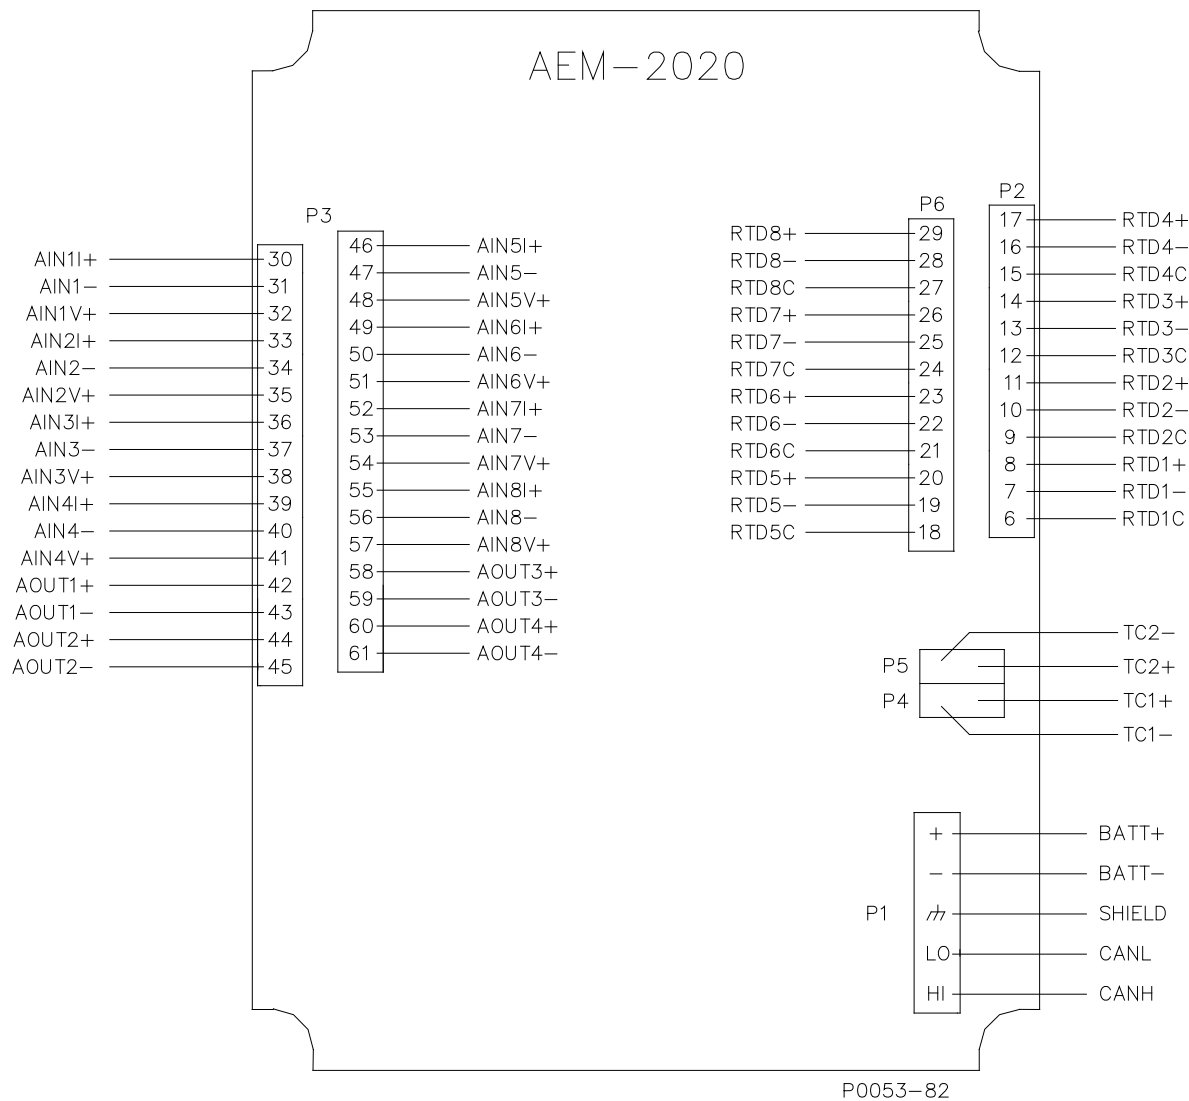 AEM-2020
P3
P6
P2
AIN1I+ 30
AIN1- 31
AIN1V+ 32
AIN2I+ 33
AIN2- 34
AIN2V+ 35
AIN3I+ 36
AIN3- 37
AIN3V+ 38
AIN4I+ 39
AIN4- 40
AIN4V+ 41
AOUT1+ 42
AOUT1- 43
AOUT2+ 44
AOUT2- 45
46 AIN5I+
47 AIN5-
48 AIN5V+
49 AIN6I+
50 AIN6-
51 AIN6V+
52 AIN7I+
53 AIN7-
54 AIN7V+
55 AIN8I+
56 AIN8-
57 AIN8V+
58 AOUT3+
59 AOUT3-
60 AOUT4+
61 AOUT4-
RTD8+ 29
RTD8- 28
RTD8C 27
RTD7+ 26
RTD7- 25
RTD7C 24
RTD6+ 23
RTD6- 22
RTD6C 21
RTD5+ 20
RTD5- 19
RTD5C 18
17 RTD4+
16 RTD4-
15 RTD4C
14 RTD3+
13 RTD3-
12 RTD3C
11 RTD2+
10 RTD2-
9 RTD2C
8 RTD1+
7 RTD1-
6 RTD1C
TC2-
P5 TC2+
P4 TC1+
TC1-
+ BATT+
- BATT-
P1 SHIELD
LO CANL
HI CANH
P0053-82